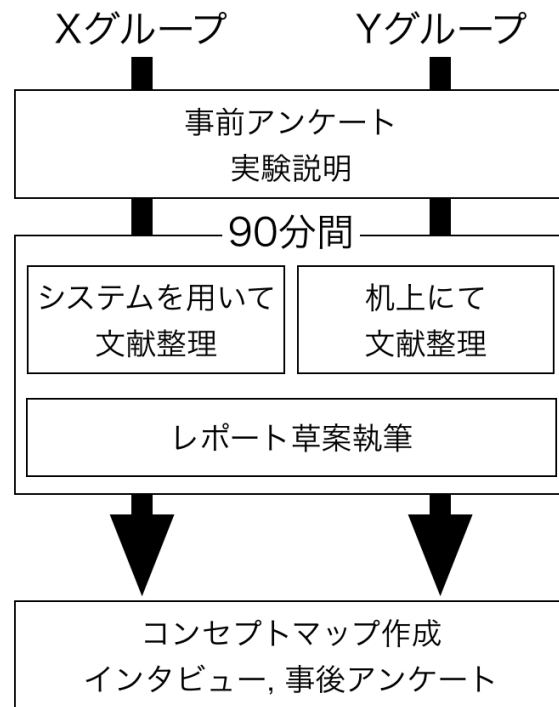 Xグループ
Yグループ
事前アンケート
実験説明
90分間
システムを用いて
文献整理
机上にて
文献整理
レポート草案執筆
コンセプトマップ作成
インタビュー, 事後アンケート